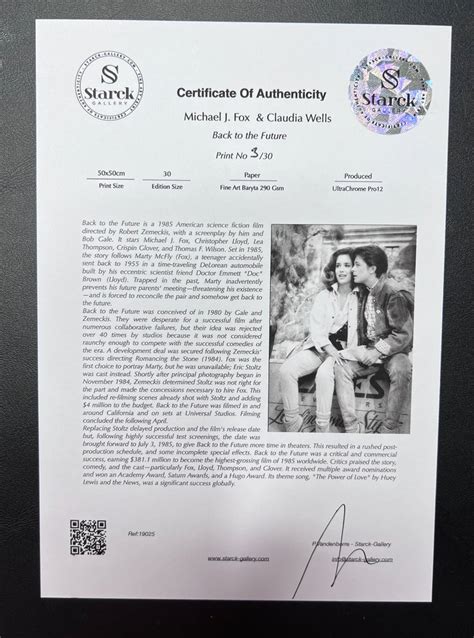 STARCK-GALLERY.COM
Starck
GALLERY
Certificate Of Authenticity
Starck
GALLERY
Michael J. Fox & Claudia Wells
Back to the Future
Print No 3/30
50x50cm 30 Paper Produced
Print Size Edition Size Fine Art Baryta 290 Gsm UltraChrome Pro12
Back to the Future is a 1985 American science fiction film
directed by Robert Zemeckis, with a screenplay by him and
Bob Gale. It stars Michael J. Fox, Christopher Lloyd, Lea
Thompson, Crispin Glover, and Thomas F. Wilson. Set in 1985,
the story follows Marty McFly (Fox), a teenager accidentally
sent back to 1955 in a time-traveling DeLorean automobile
built by his eccentric scientist friend Doctor Emmett "Doc"
Brown (Lloyd). Trapped in the past, Marty inadvertently
prevents his future parents' meeting—threatening his existence
—and is forced to reconcile the pair and somehow get back to
the future.
Back to the Future was conceived of in 1980 by Gale and
Zemeckis. They were desperate for a successful film after
numerous collaborative failures, but their idea was rejected
over 40 times by studios because it was not considered
raunchy enough to compete with the successful comedies of
the era. A development deal was secured following Zemeckis'
success directing Romancing the Stone (1984). Fox was the
first choice to portray Marty, but he was unavailable; Eric Stoltz
was cast instead. Shortly after principal photography began in
November 1984, Zemeckis determined Stoltz was not right for
the part and made the concessions necessary to hire Fox. This
included re-filming scenes already shot with Stoltz and adding
$4 million to the budget. Back to the Future was filmed in and
around California and on sets at Universal Studios. Filming
concluded the following April.
Replacing Stoltz delayed production and the film's release date
but, following highly successful test screenings, the date was
brought forward to July 3, 1985, to give Back to the Future more time in theaters. This resulted in a rushed post-
production schedule, and some incomplete special effects. Back to the Future was a critical and commercial
success, earning $381.1 million to become the highest-grossing film of 1985 worldwide. Critics praised the story,
comedy, and the cast—particularly Fox, Lloyd, Thompson, and Glover. It received multiple award nominations
and won an Academy Award, Saturn Awards, and a Hugo Award. Its theme song, "The Power of Love" by Huey
Lewis and the News, was a significant success globally.
Ref:19025
P.Vandenberre - Starck-Gallery
www.starck-gallery.com
info@starck-gallery.com